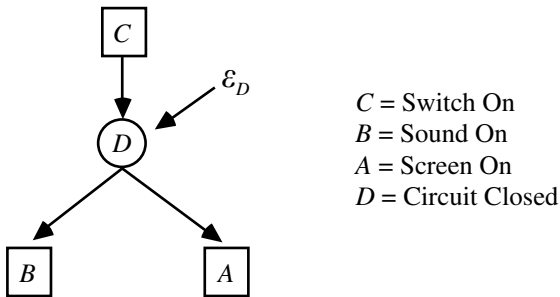 C
ε_D
D
C = Switch On
B = Sound On
A = Screen On
D = Circuit Closed
B
A